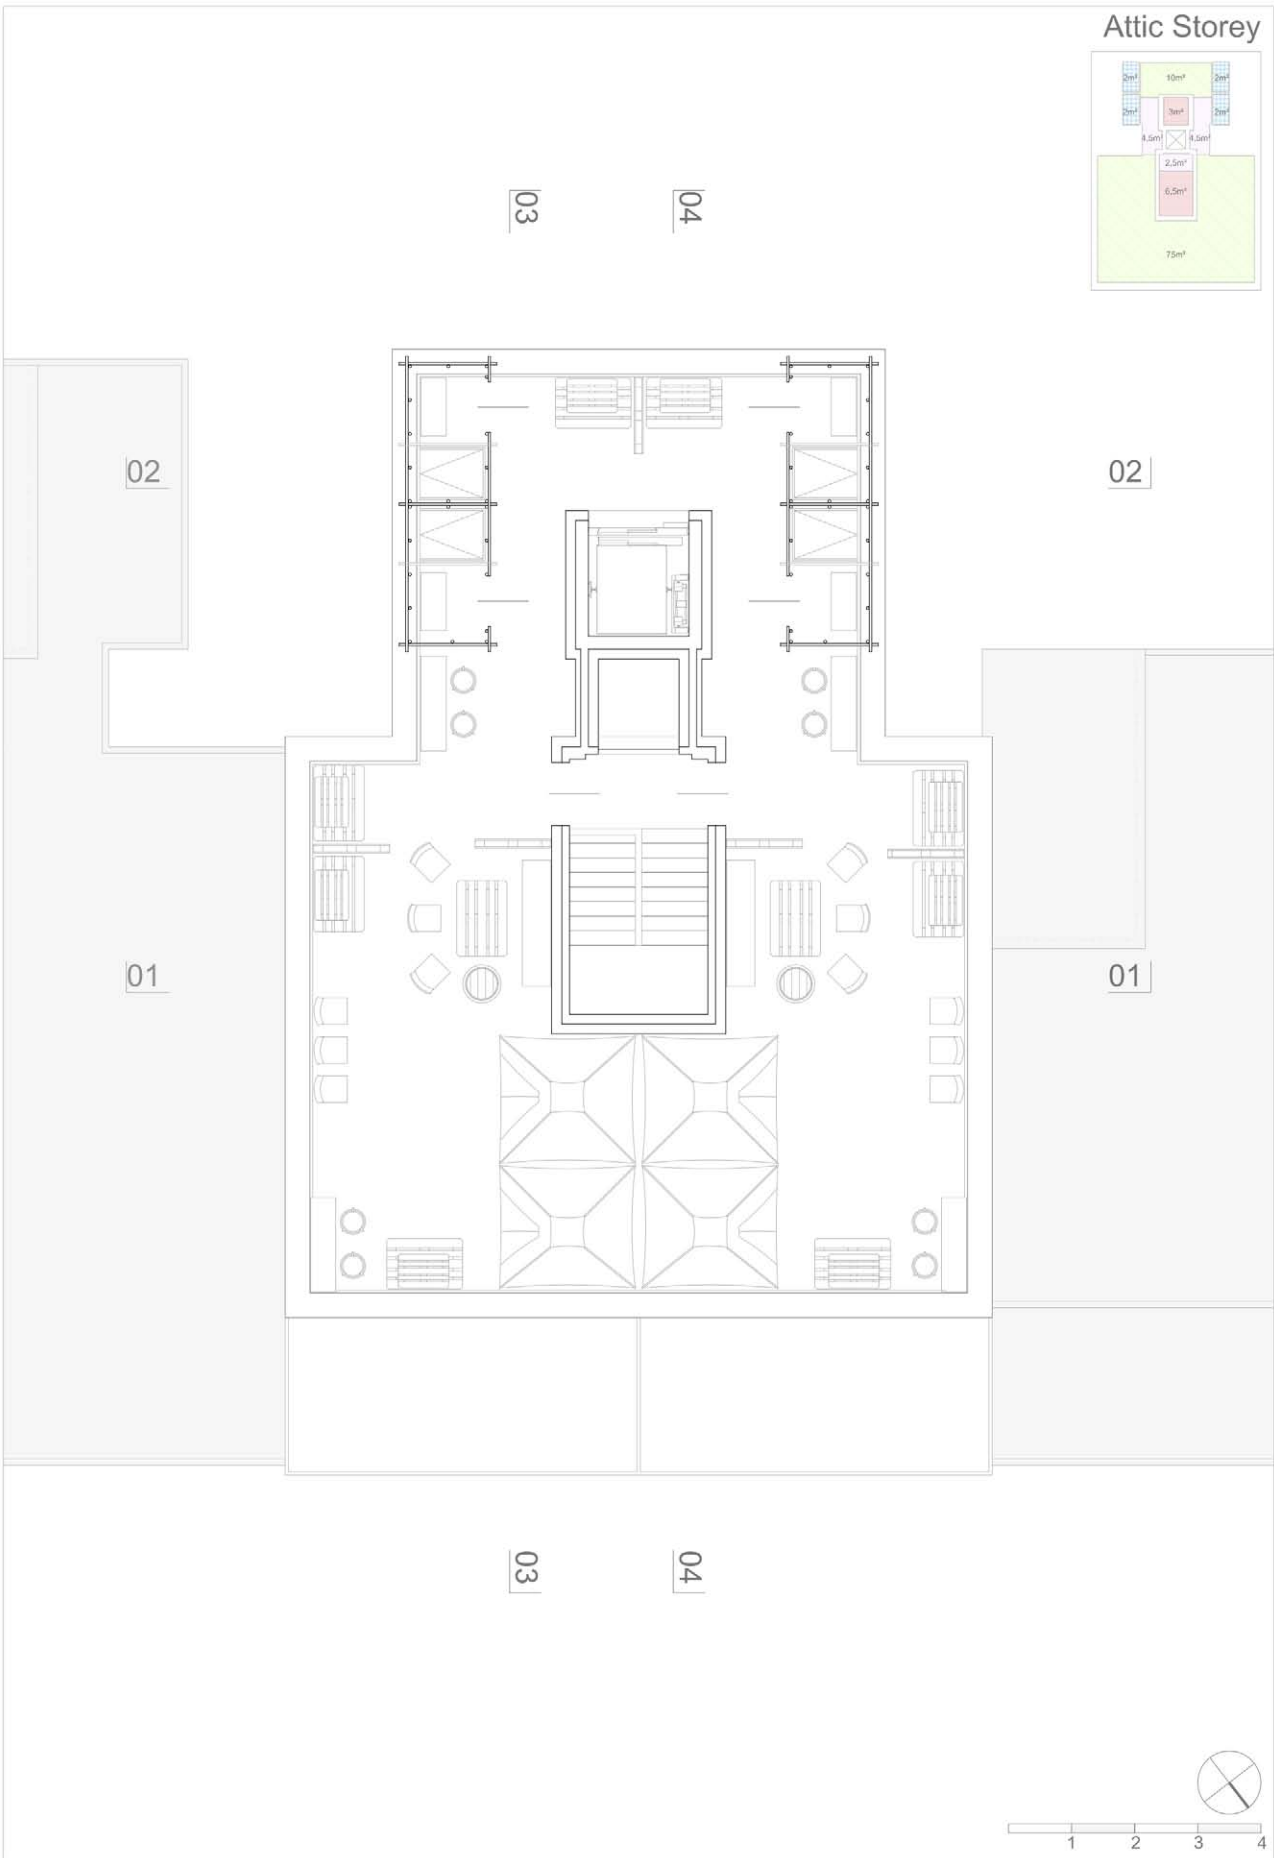 Attic Storey
2m² 10m² 2m²
2m² 3m² 2m²
4,5m² 4,5m²
2,5m²
6,5m²
75m²
03 04
02 02
01 01
03 04
1 2 3 4